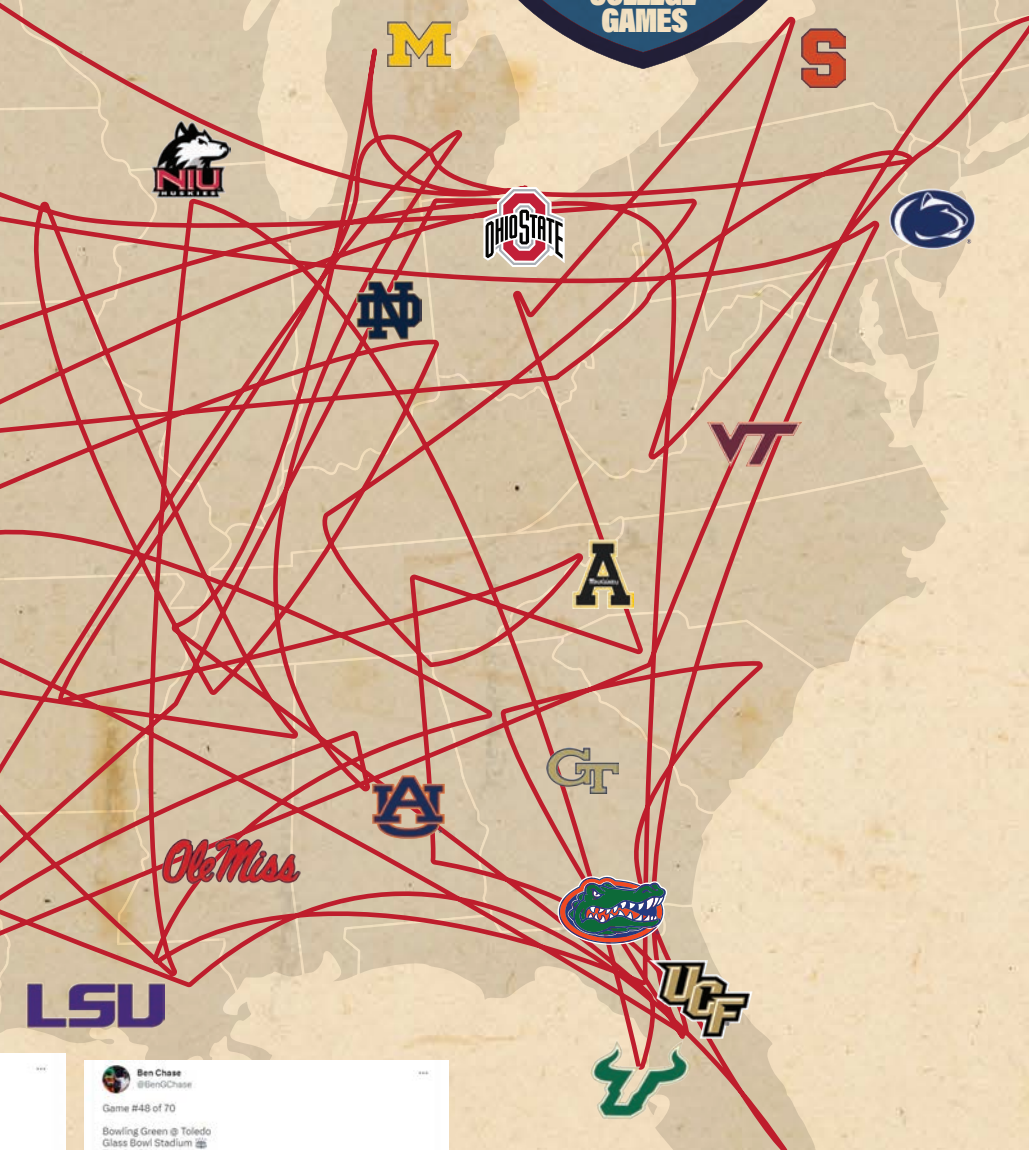 COLLEGE
GAMES
M
S
NIU
HUSKIES
OHIO STATE
ND
VT
A
GT
AU
Ole Miss
UCF
LSU
U
Ben Chase
@BenGChase
Game #48 of 70
Bowling Green @ Toledo
Glass Bowl Stadium